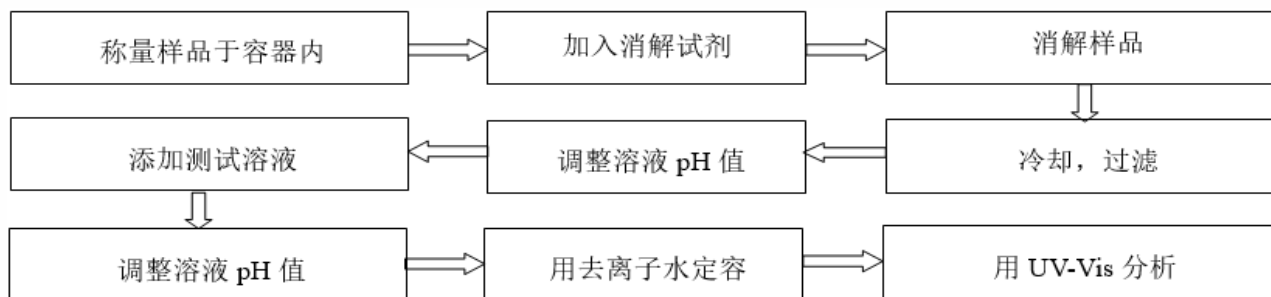 称量样品于容器内
加入消解试剂
消解样品
冷却，过滤
调整溶液 pH 值
添加测试溶液
调整溶液 pH 值
用去离子水定容
用 UV-Vis 分析